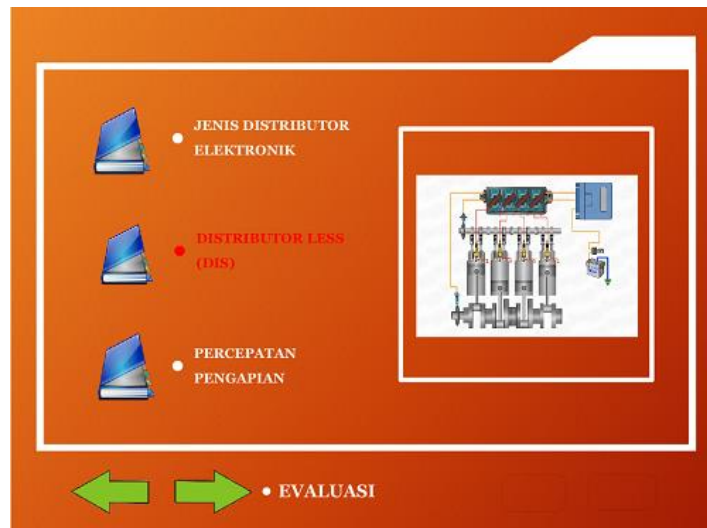 JENIS DISTRIBUTOR
ELEKTRONIK
DISTRIBUTOR LESS
(DIS)
PERCEPATAN
PENGAPIAN
EVALUASI